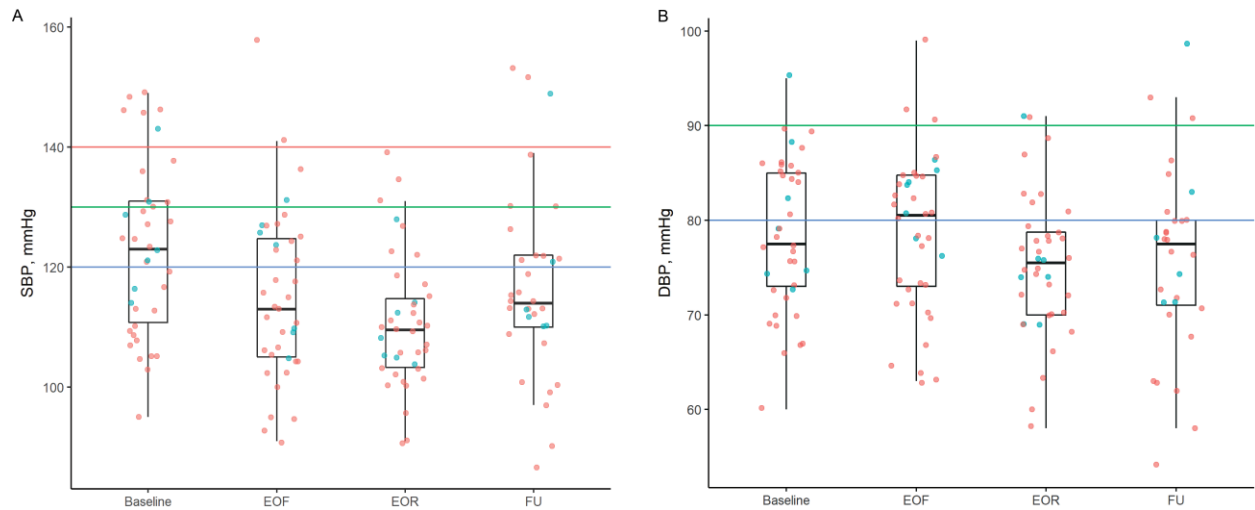 A
SBP, mmHg
160
140
120
100
Baseline EOF EOR FU
B
DBP, mmHg
100
90
80
70
60
Baseline EOF EOR FU